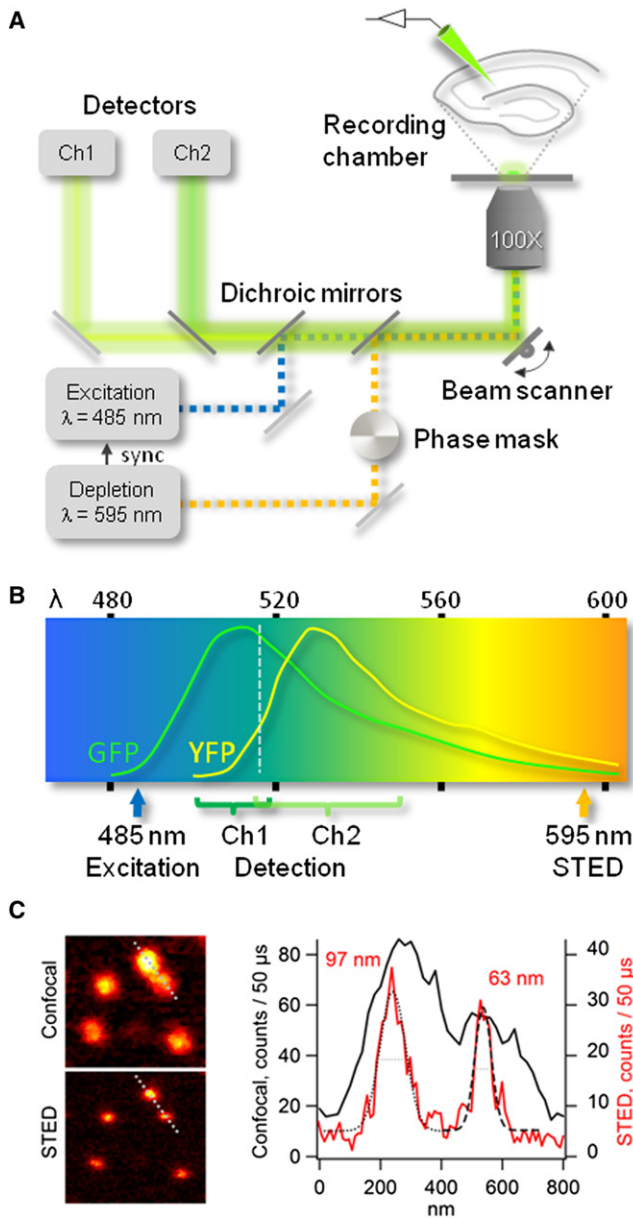 A
Detectors
Ch1 Ch2
Recording
chamber
100X
Dichroic mirrors
Beam scanner
Excitation
λ = 485 nm
sync
Phase mask
Depletion
λ = 595 nm
B
λ 480 520 560 600
GFP YFP
485 nm Ch1 Ch2 595 nm
Excitation Detection STED
C
Confocal
STED
Confocal, counts / 50 µs
80
60
40
20
0
97 nm 63 nm
40
30
20
10
0
STED, counts / 50 µs
0 200 400 600 800
nm